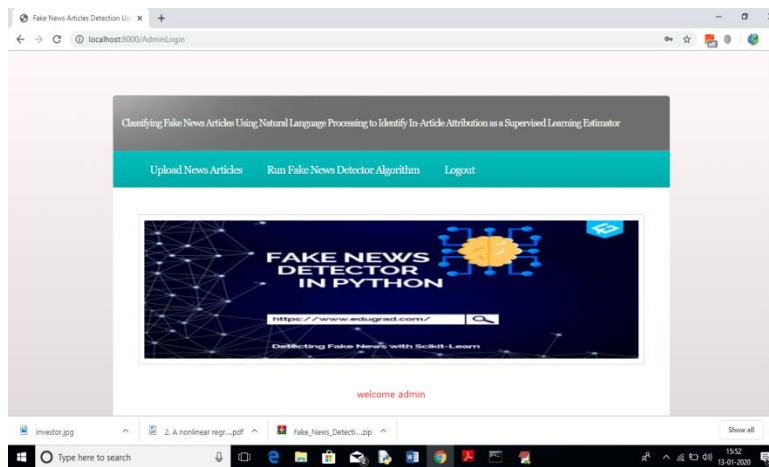 Fake News Articles Detection Us
localhost:8000/AdminLogin
Classifying Fake News Articles Using Natural Language Processing to Identify In-Article Attribution as a Supervised Learning Estimator
Upload News Articles Run Fake News Detector Algorithm Logout
FAKE NEWS
DETECTOR
IN PYTHON
https://www.edugrad.com/
Detecting Fake News with Scikit-Learn
welcome admin
investor.jpg 2. A nonlinear regr....pdf Fake_News_Detecti....zip Show all
Type here to search 15:52
13-01-2020